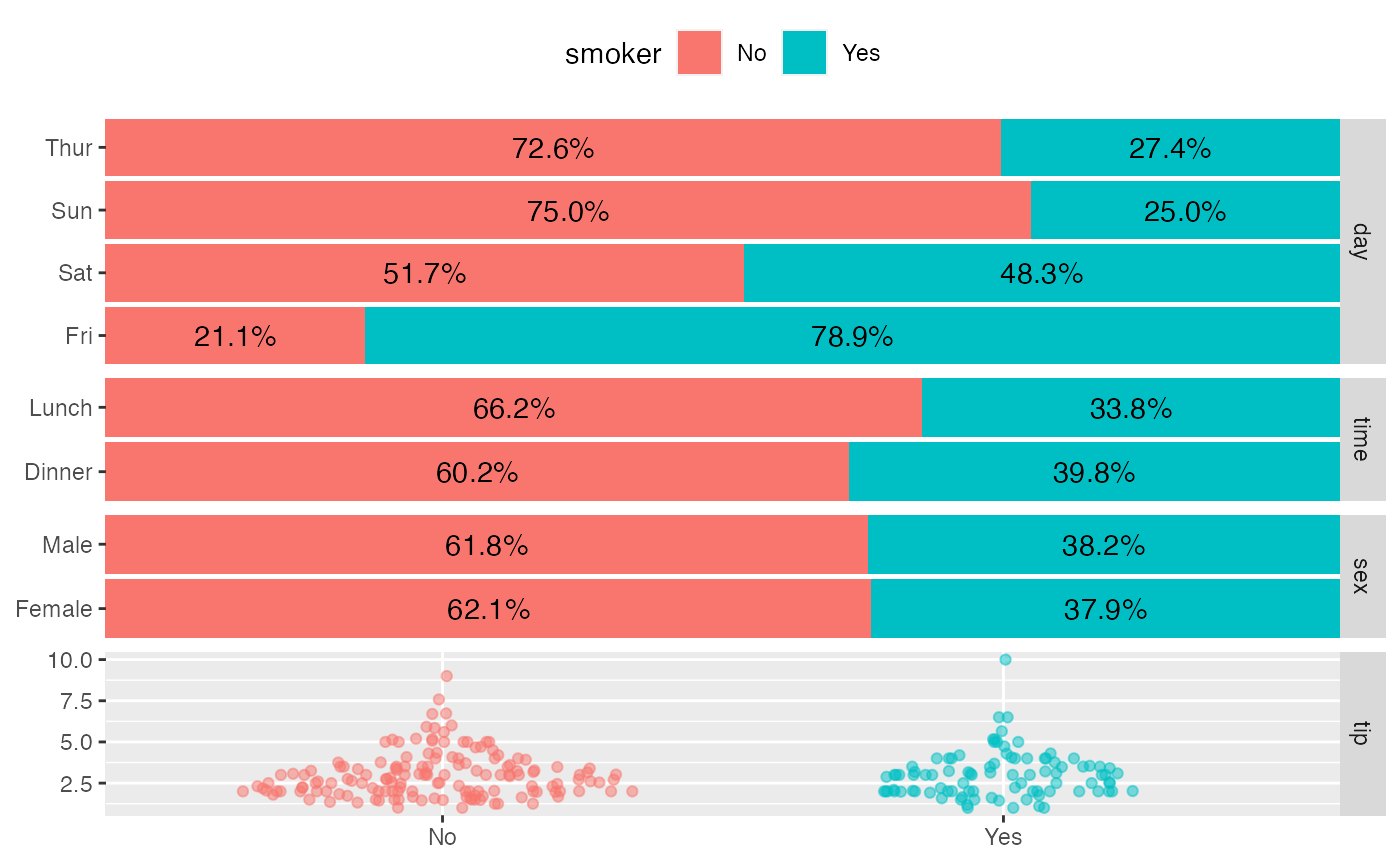 smoker No Yes
Thur 72.6% 27.4%
Sun 75.0% 25.0%
Sat 51.7% 48.3%
Fri 21.1% 78.9%
day
Lunch 66.2% 33.8%
Dinner 60.2% 39.8%
time
Male 61.8% 38.2%
Female 62.1% 37.9%
sex
10.0
7.5
5.0
2.5
tip
No Yes